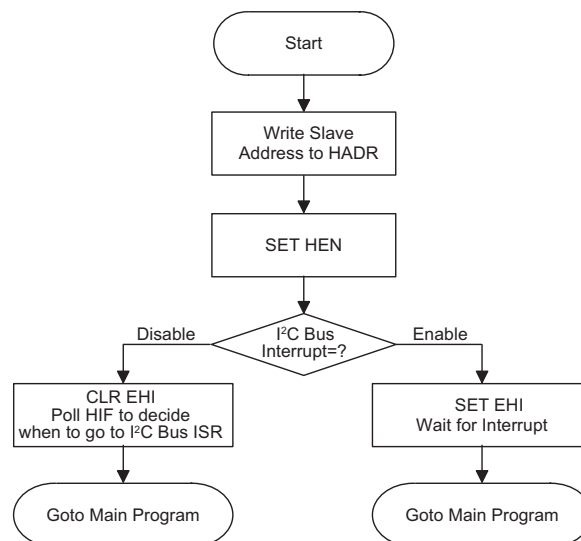 Start
Write Slave
Address to HADR
SET HEN
I²C Bus
Interrupt=?
Disable
Enable
CLR EHI
Poll HIF to decide
when to go to I²C Bus ISR
SET EHI
Wait for Interrupt
Goto Main Program
Goto Main Program